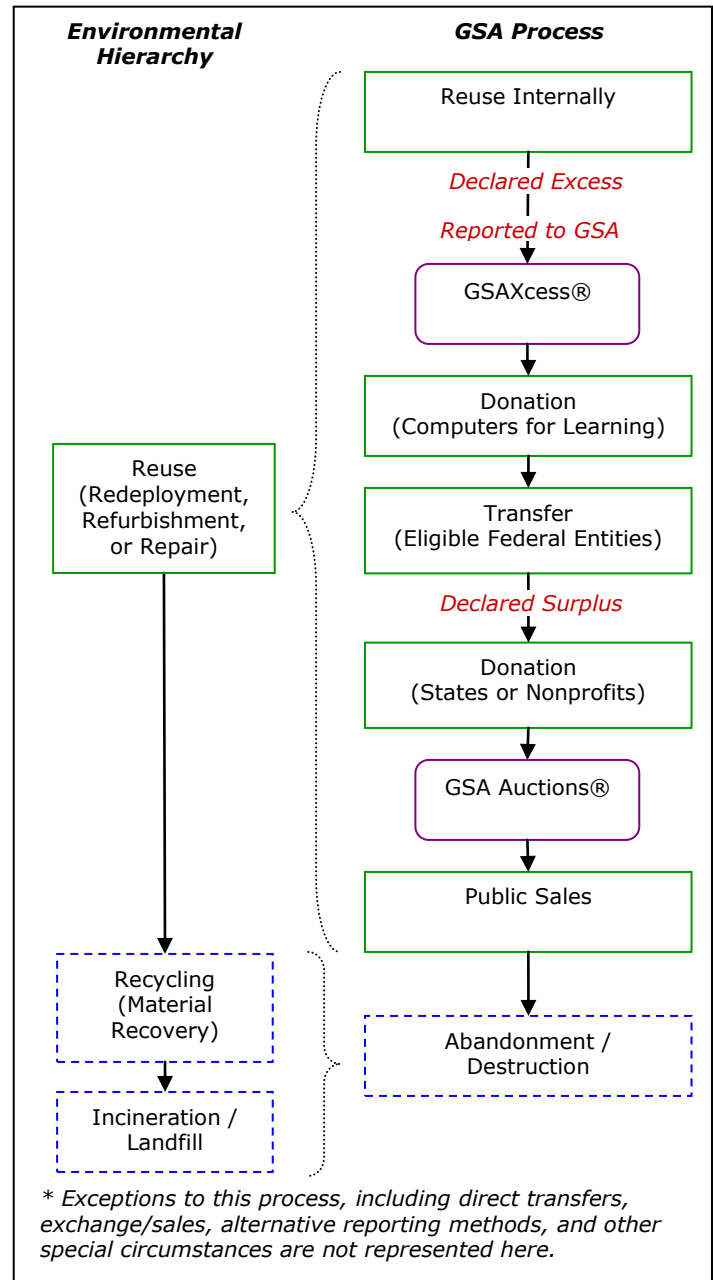 Environmental
Hierarchy
GSA Process
Reuse Internally
Declared Excess
Reported to GSA
GSAXcess®
Donation
(Computers for Learning)
Reuse
(Redeployment,
Refurbishment,
or Repair)
Transfer
(Eligible Federal Entities)
Declared Surplus
Donation
(States or Nonprofits)
GSA Auctions®
Public Sales
Recycling
(Material
Recovery)
Abandonment /
Destruction
Incineration /
Landfill
* Exceptions to this process, including direct transfers,
exchange/sales, alternative reporting methods, and other
special circumstances are not represented here.